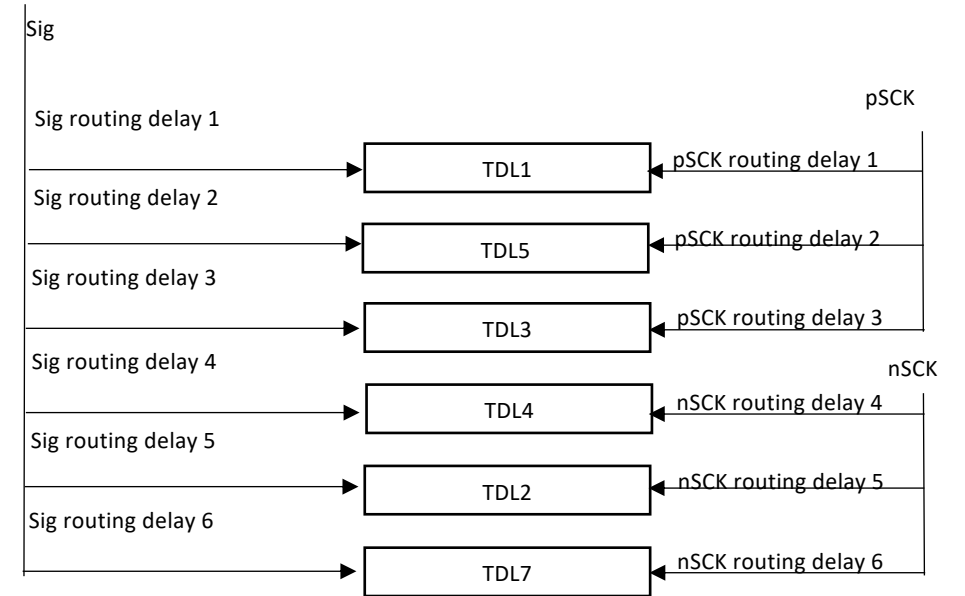 Sig
pSCK
Sig routing delay 1
TDL1
pSCK routing delay 1
Sig routing delay 2
TDL5
pSCK routing delay 2
Sig routing delay 3
TDL3
pSCK routing delay 3
Sig routing delay 4
nSCK
TDL4
nSCK routing delay 4
Sig routing delay 5
TDL2
nSCK routing delay 5
Sig routing delay 6
TDL7
nSCK routing delay 6